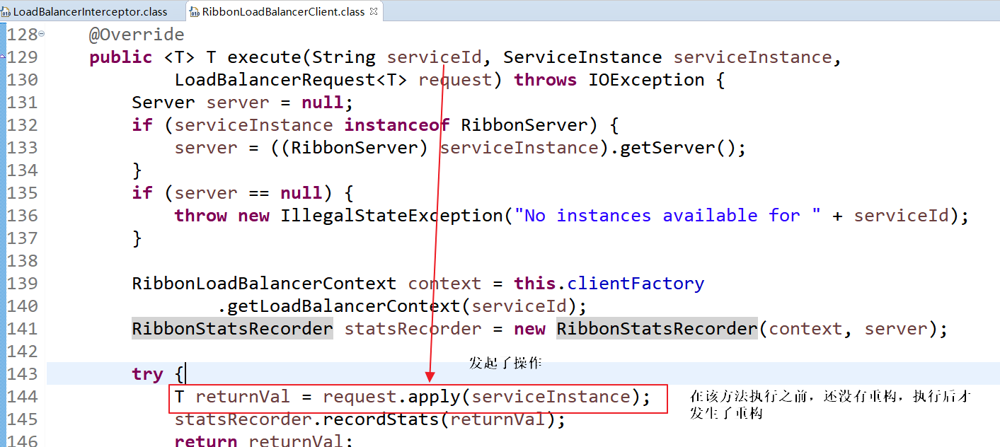 LoadBalancerInterceptor.class RibbonLoadBalancerClient.class
128 @Override
129 public <T> T execute(String serviceId, ServiceInstance serviceInstance,
130 LoadBalancerRequest<T> request) throws IOException {
131 Server server = null;
132 if (serviceInstance instanceof RibbonServer) {
133 server = ((RibbonServer) serviceInstance).getServer();
134 }
135 if (server == null) {
136 throw new IllegalStateException("No instances available for " + serviceId);
137 }
138
139 RibbonLoadBalancerContext context = this.clientFactory
140 .getLoadBalancerContext(serviceId);
141 RibbonStatsRecorder statsRecorder = new RibbonStatsRecorder(context, server);
142
发起了操作
143 try {
144 T returnVal = request.apply(serviceInstance);
在该方法执行之前，还没有重构，执行后才
发生了重构
145 statsRecorder.recordStats(returnVal);
146 return returnVal;